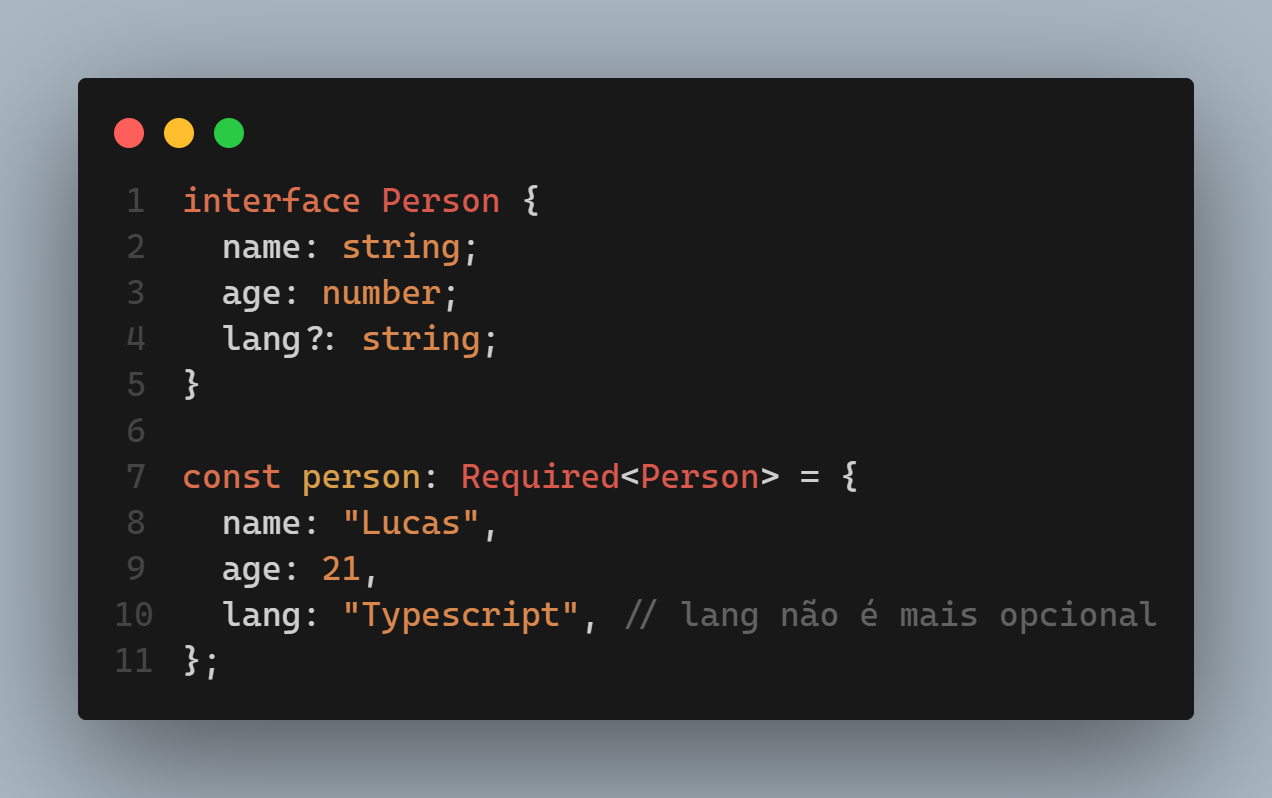 1 interface Person {
2   name: string;
3   age: number;
4   lang?: string;
5 }
6
7 const person: Required<Person> = {
8   name: "Lucas",
9   age: 21,
10   lang: "Typescript", // lang não é mais opcional
11 };